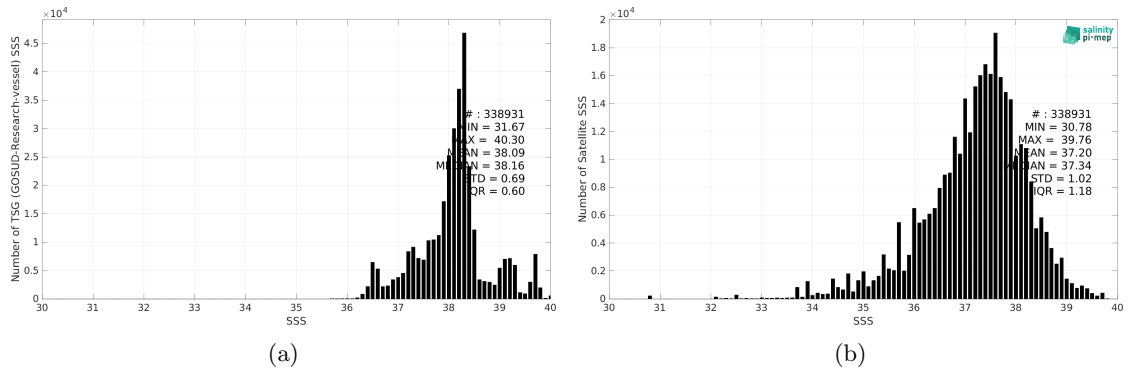 ×10⁴
4.5
4
3.5
3
2.5
2
1.5
1
0.5
0
Number of TSG (GOSUD-Research-vessel) SSS
# : 338931
MIN = 31.67
MAX = 40.30
MEAN = 38.09
MEDIAN = 38.16
STD = 0.69
IQR = 0.60
30 31 32 33 34 35 36 37 38 39 40
SSS
(a)
×10⁴
2
1.8
1.6
1.4
1.2
1
0.8
0.6
0.4
0.2
0
Number of Satellite SSS
salinity
pi-mep
# : 338931
MIN = 30.78
MAX = 39.76
MEAN = 37.20
MEDIAN = 37.34
STD = 1.02
IQR = 1.18
30 31 32 33 34 35 36 37 38 39 40
SSS
(b)